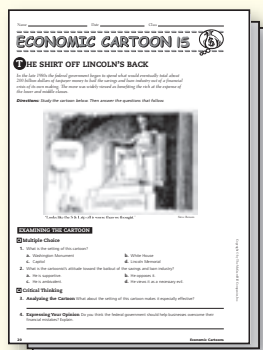 Name Date Class
ECONOMIC CARTOON 15
THE SHIRT OFF LINCOLN'S BACK
In the late 1980s the federal government began to spend what would eventually total about
200 billion dollars of taxpayer money to bail the savings and loan industry out of a financial
crisis of its own making. The move was widely viewed as benefiting the rich at the expense of
the lower and middle classes.
Directions: Study the cartoon below. Then answer the questions that follow.
EXAMINING THE CARTOON
Multiple Choice
1. What is the setting of this cartoon?
a. Washington Monument b. White House
c. Capitol d. Lincoln Memorial
2. What is the cartoonist's attitude toward the bailout of the savings and loan industry?
a. He is supportive. b. He opposes it.
c. He is ambivalent. d. He views it as a necessary evil.
Critical Thinking
3. Analyzing the Cartoon What about the setting of this cartoon makes it especially effective?
4. Expressing Your Opinion Do you think the federal government should help businesses overcome their
financial mistakes? Explain.
20 Economic Cartoons